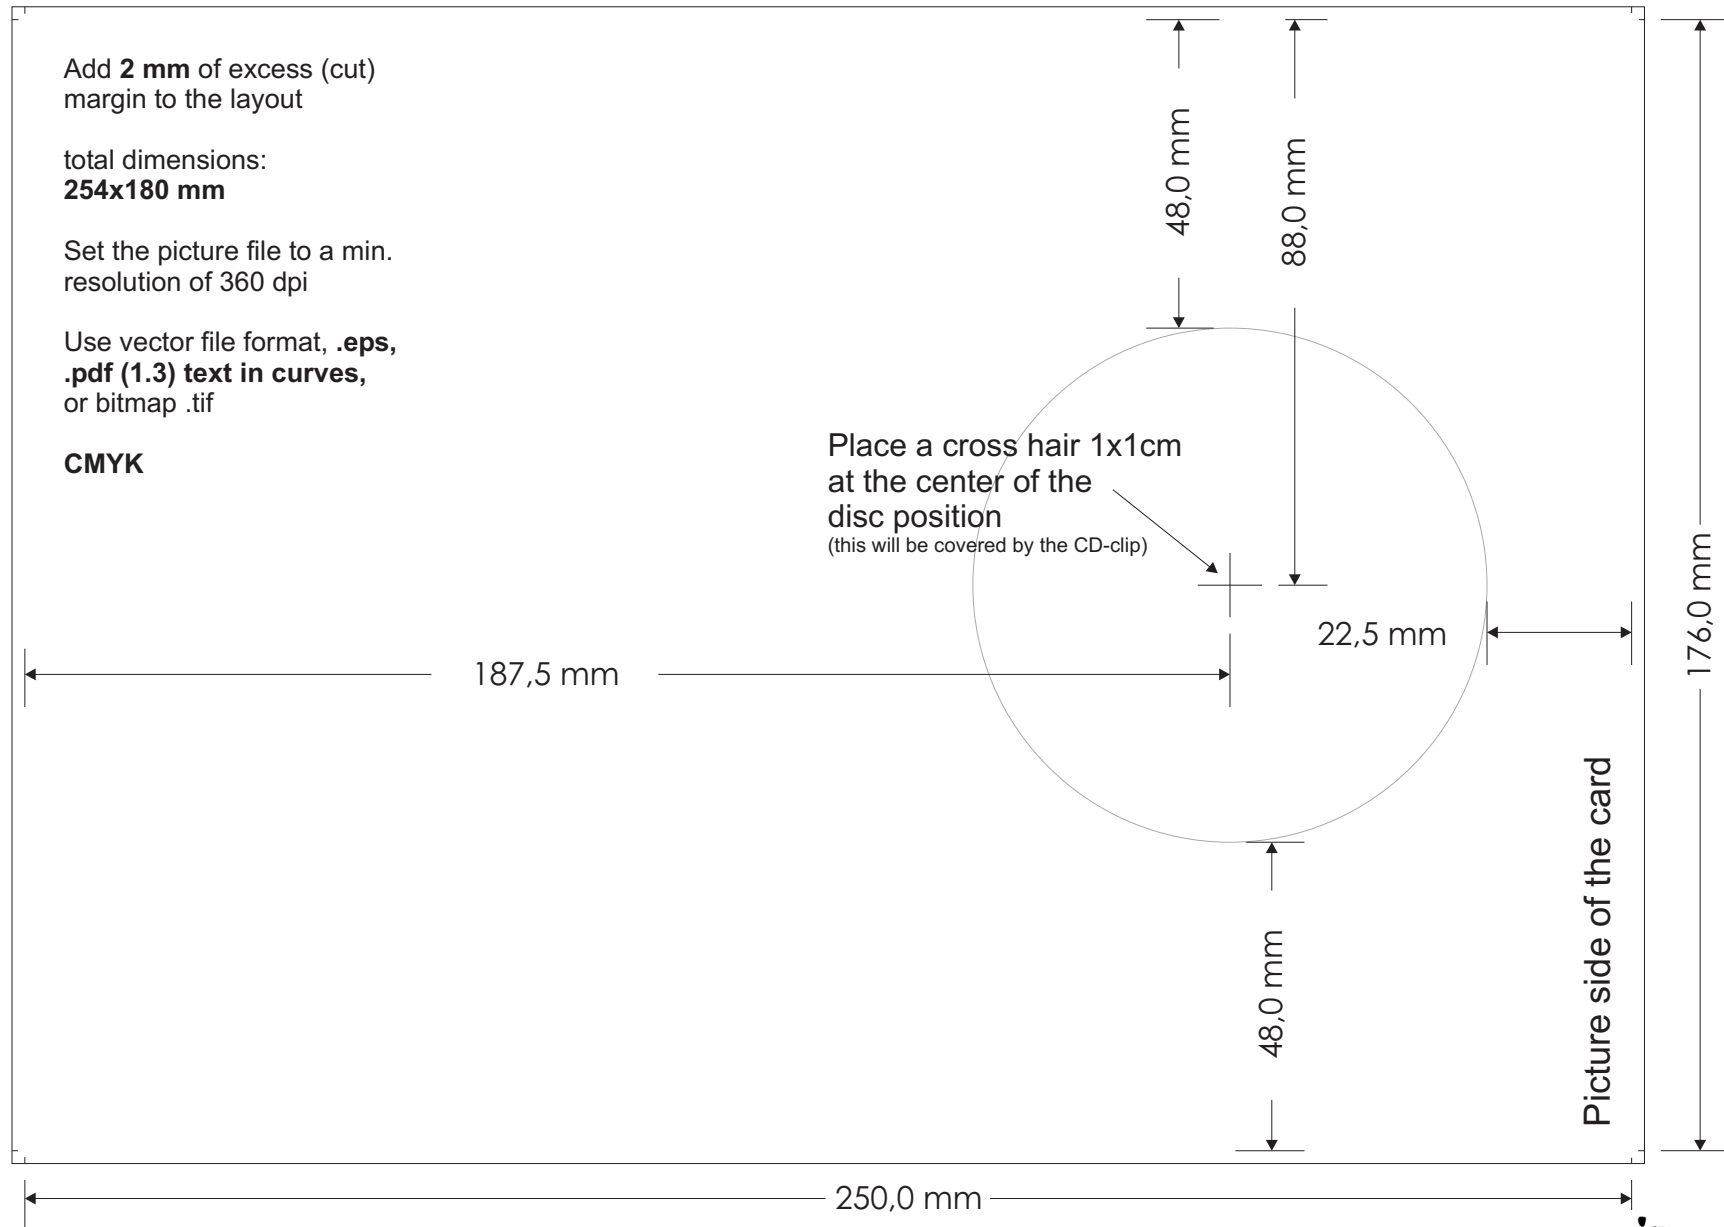 Add 2 mm of excess (cut)
margin to the layout
total dimensions:
254x180 mm
Set the picture file to a min.
resolution of 360 dpi
Use vector file format, .eps,
.pdf (1.3) text in curves,
or bitmap .tif
CMYK
48,0 mm
88,0 mm
Place a cross hair 1x1cm
at the center of the
disc position
(this will be covered by the CD-clip)
22,5 mm
176,0 mm
187,5 mm
Picture side of the card
48,0 mm
250,0 mm